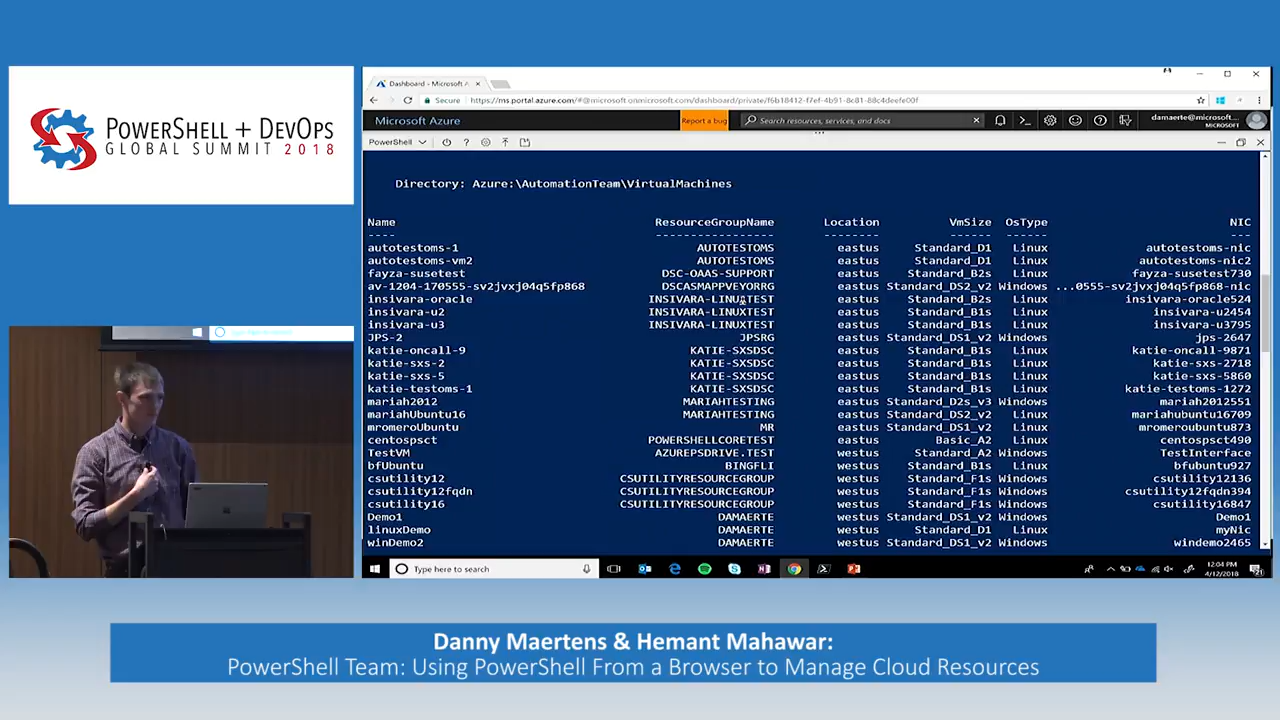 POWERSHELL + DEVOPS
GLOBAL SUMMIT 2018
Dashboard - Microsoft A
Secure
https://ms.portal.azure.com/#@microsoft.onmicrosoft.com/dashboard/private/f6b18412-f7ef-4b91-8c81-88c4deefe00f
Microsoft Azure
Report a bug
Search resources, services, and docs
damaerte@microsoft...
MICROSOFT
PowerShell
Directory: Azure:\AutomationTeam\VirtualMachines
Name ResourceGroupName Location VmSize OsType NIC
---- ----------------- -------- ------ ------ ---
autotestoms-1 AUTOTESTOMS eastus Standard_D1 Linux autotestoms-nic
autotestoms-vm2 AUTOTESTOMS eastus Standard_D1 Linux autotestoms-nic2
fayza-susetest DSC-OAAS-SUPPORT eastus Standard_B2s Linux fayza-susetest730
av-1204-170555-sv2jvxj04q5fp868 DSCASMAPPVEYORRG eastus Standard_DS2_v2 Windows ...0555-sv2jvxj04q5fp868-nic
insivara-oracle INSIVARA-LINUXTEST eastus Standard_B1s Linux insivara-oracle524
insivara-u2 INSIVARA-LINUXTEST eastus Standard_B1s Linux insivara-u2454
insivara-u3 INSIVARA-LINUXTEST eastus Standard_B1s Linux insivara-u3795
JPS-2 JPSRG eastus Standard_DS1_v2 Windows jps-2647
katie-oncall-9 KATIE-SXSDSC eastus Standard_B1s Linux katie-oncall-9871
katie-sxs-2 KATIE-SXSDSC eastus Standard_B1s Linux katie-sxs-2718
katie-sxs-5 KATIE-SXSDSC eastus Standard_B1s Linux katie-sxs-5860
katie-testoms-1 KATIE-SXSDSC eastus Standard_B1s Linux katie-testoms-1272
mariah2012 MARIAHTESTING eastus Standard_D2s_v3 Windows mariah2012551
mariahUbuntu16 MARIAHTESTING eastus Standard_DS2_v2 Linux mariahubuntu16709
mromeroUbuntu MR eastus Standard_DS1_v2 Linux mromeroubuntu873
centospsct POWERSHELLCORETEST eastus Basic_A2 Linux centospsct490
TestVM AZUREPSDRIVE.TEST westus Standard_A2 Windows TestInterface
bfUbuntu BINGFLI westus Standard_B2s Linux bfubuntu927
csutility12 CSUTILITYRESOURCEGROUP westus Standard_F1s Windows csutility12136
csutility12fqdn CSUTILITYRESOURCEGROUP westus Standard_F1s Windows csutility12fqdn394
csutility16 CSUTILITYRESOURCEGROUP westus Standard_F1s Windows csutility16847
Demo1 DAMAERTE westus Standard_DS1_v2 Windows Demo1
linuxDemo DAMAERTE westus Standard_D1 Linux myNic
winDemo2 DAMAERTE westus Standard_DS1_v2 Windows windemo2465
Type here to search
12:04 PM
4/12/2018
Danny Maertens & Hemant Mahawar:
PowerShell Team: Using PowerShell From a Browser to Manage Cloud Resources